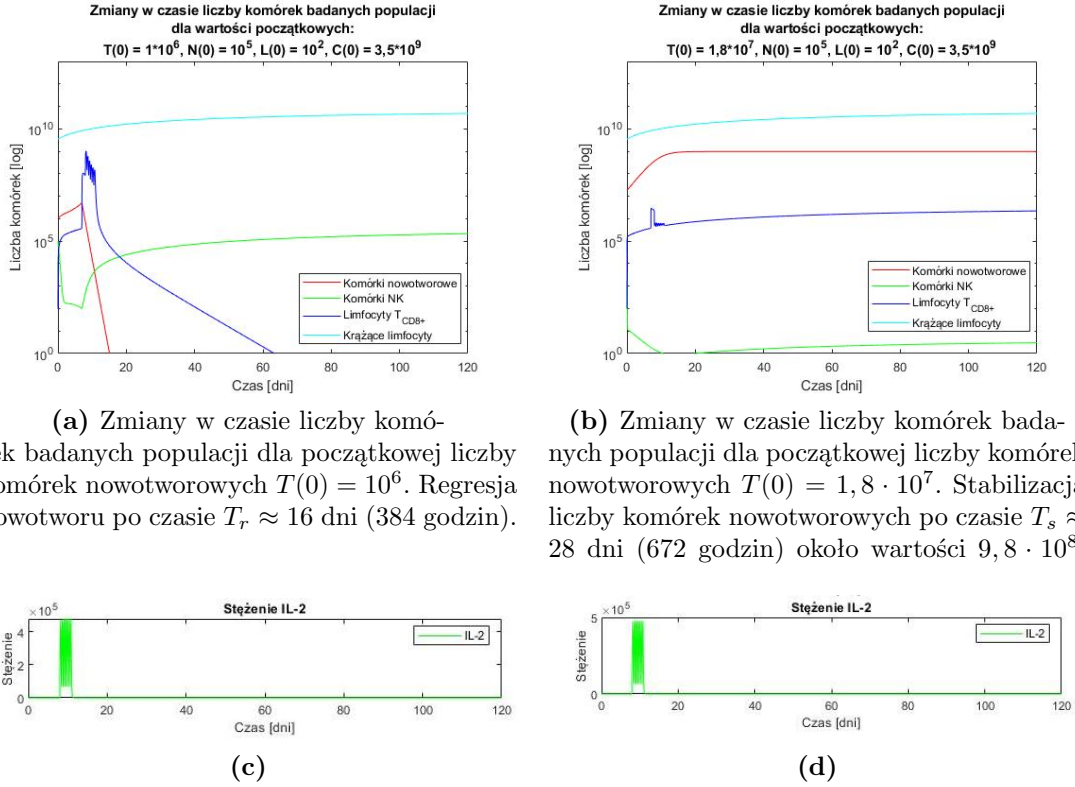 Zmiany w czasie liczby komórek badanych populacji
dla wartości początkowych:
T(0) = 1*10^6, N(0) = 10^5, L(0) = 10^2, C(0) = 3,5*10^9
Liczba komórek [log]
10^10
10^5
10^0
0 20 40 60 80 100 120
Czas [dni]
Komórki nowotworowe
Komórki NK
Limfocyty T_CD8+
Krążące limfocyty
Zmiany w czasie liczby komórek badanych populacji
dla wartości początkowych:
T(0) = 1,8*10^7, N(0) = 10^5, L(0) = 10^2, C(0) = 3,5*10^9
Liczba komórek [log]
10^10
10^5
10^0
0 20 40 60 80 100 120
Czas [dni]
Komórki nowotworowe
Komórki NK
Limfocyty T_CD8+
Krążące limfocyty
(a) Zmiany w czasie liczby komó-
ek badanych populacji dla początkowej liczby
omórek nowotworowych T(0) = 10^6. Regresja
owotworu po czasie T_r ≈ 16 dni (384 godzin).
(b) Zmiany w czasie liczby komórek bada-
nych populacji dla początkowej liczby komórek
nowotworowych T(0) = 1, 8 · 10^7. Stabilizacja
liczby komórek nowotworowych po czasie T_s ≈
28 dni (672 godzin) około wartości 9, 8 · 10^8
Stężenie IL-2
×10^5
Stężenie
4
2
0
0 20 40 60 80 100 120
Czas [dni]
IL-2
(c)
Stężenie IL-2
×10^5
Stężenie
5
0
0 20 40 60 80 100 120
Czas [dni]
IL-2
(d)